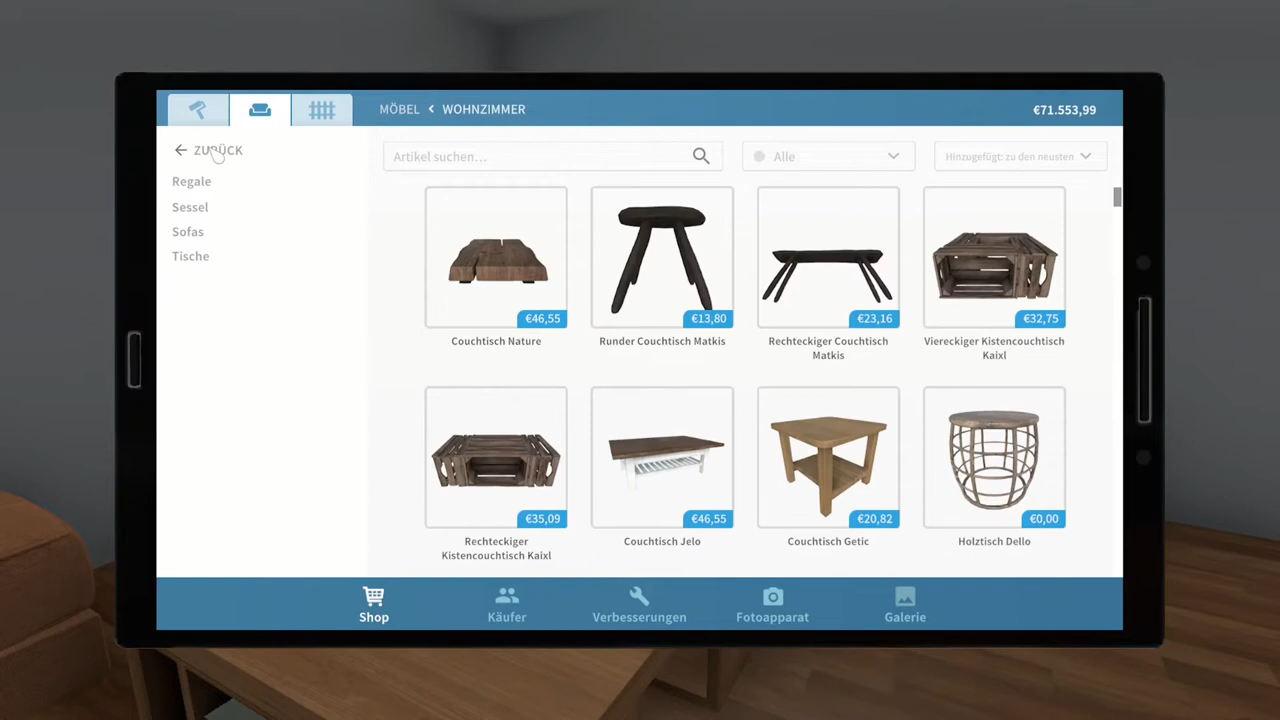 MÖBEL < WOHNZIMMER
€71.553,99
ZURÜCK
Regale
Sessel
Sofas
Tische
Artikel suchen...
Alle
Hinzugefügt: zu den neusten
€46,55
Couchtisch Nature
€13,80
Runder Couchtisch Matkis
€23,16
Rechteckiger Couchtisch
Matkis
€32,75
Viereckiger Kistencouchtisch
Kaixl
€35,09
Rechteckiger
Kistencouchtisch Kaixl
€46,55
Couchtisch Jelo
€20,82
Couchtisch Getic
€0,00
Holztisch Dello
Shop
Käufer
Verbesserungen
Fotoapparat
Galerie